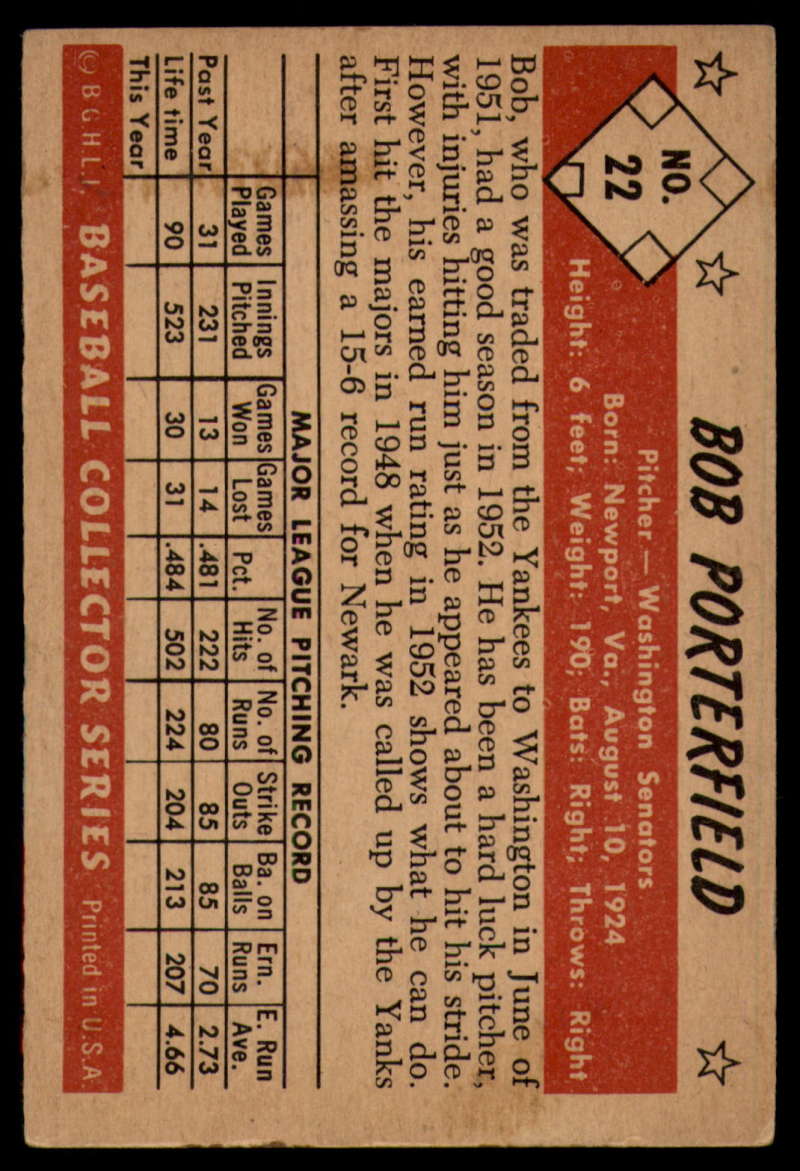 BOB PORTERFIELD
NO.
22
Pitcher — Washington Senators
Born: Newport, Va., August 10, 1924
Height: 6 feet; Weight: 190; Bats: Right; Throws: Right
Bob, who was traded from the Yankees to Washington in June of
1951, had a good season in 1952. He has been a hard luck pitcher,
with injuries hitting him just as he appeared about to hit his stride.
However, his earned run rating in 1952 shows what he can do.
First hit the majors in 1948 when he was called up by the Yanks
after amassing a 15-6 record for Newark.
MAJOR LEAGUE PITCHING RECORD
Games Played Innings Pitched Games Won Games Lost Pct. No. of Hits No. of Runs Strike Outs Ba. on Balls Ern. Runs E. Run Ave.
Past Year 31 231 13 14 .481 222 80 85 85 70 2.73
Life time 90 523 30 31 .484 502 224 204 213 207 4.66
This Year
© B.G.H.L.I. BASEBALL COLLECTOR SERIES Printed in U.S.A.